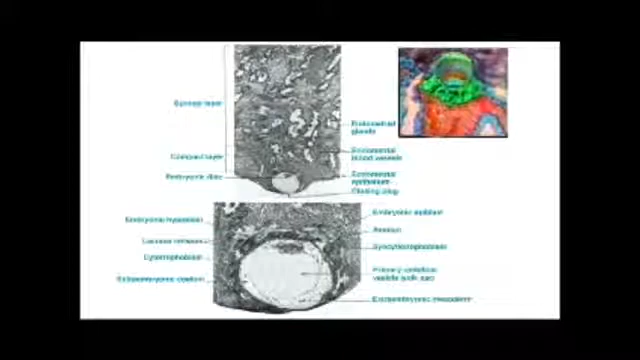 Spongy layer
Endometrial
glands
Compact layer
Endometrial
blood vessels
Embryonic disc
Endometrial
epithelium
Closing plug
Embryonic hypoblast
Embryonic epiblast
Lacunar network
Amnion
Cytotrophoblast
Syncytiotrophoblast
Extraembryonic coelom
Primary umbilical
vesicle (yolk sac)
Extraembryonic mesoderm